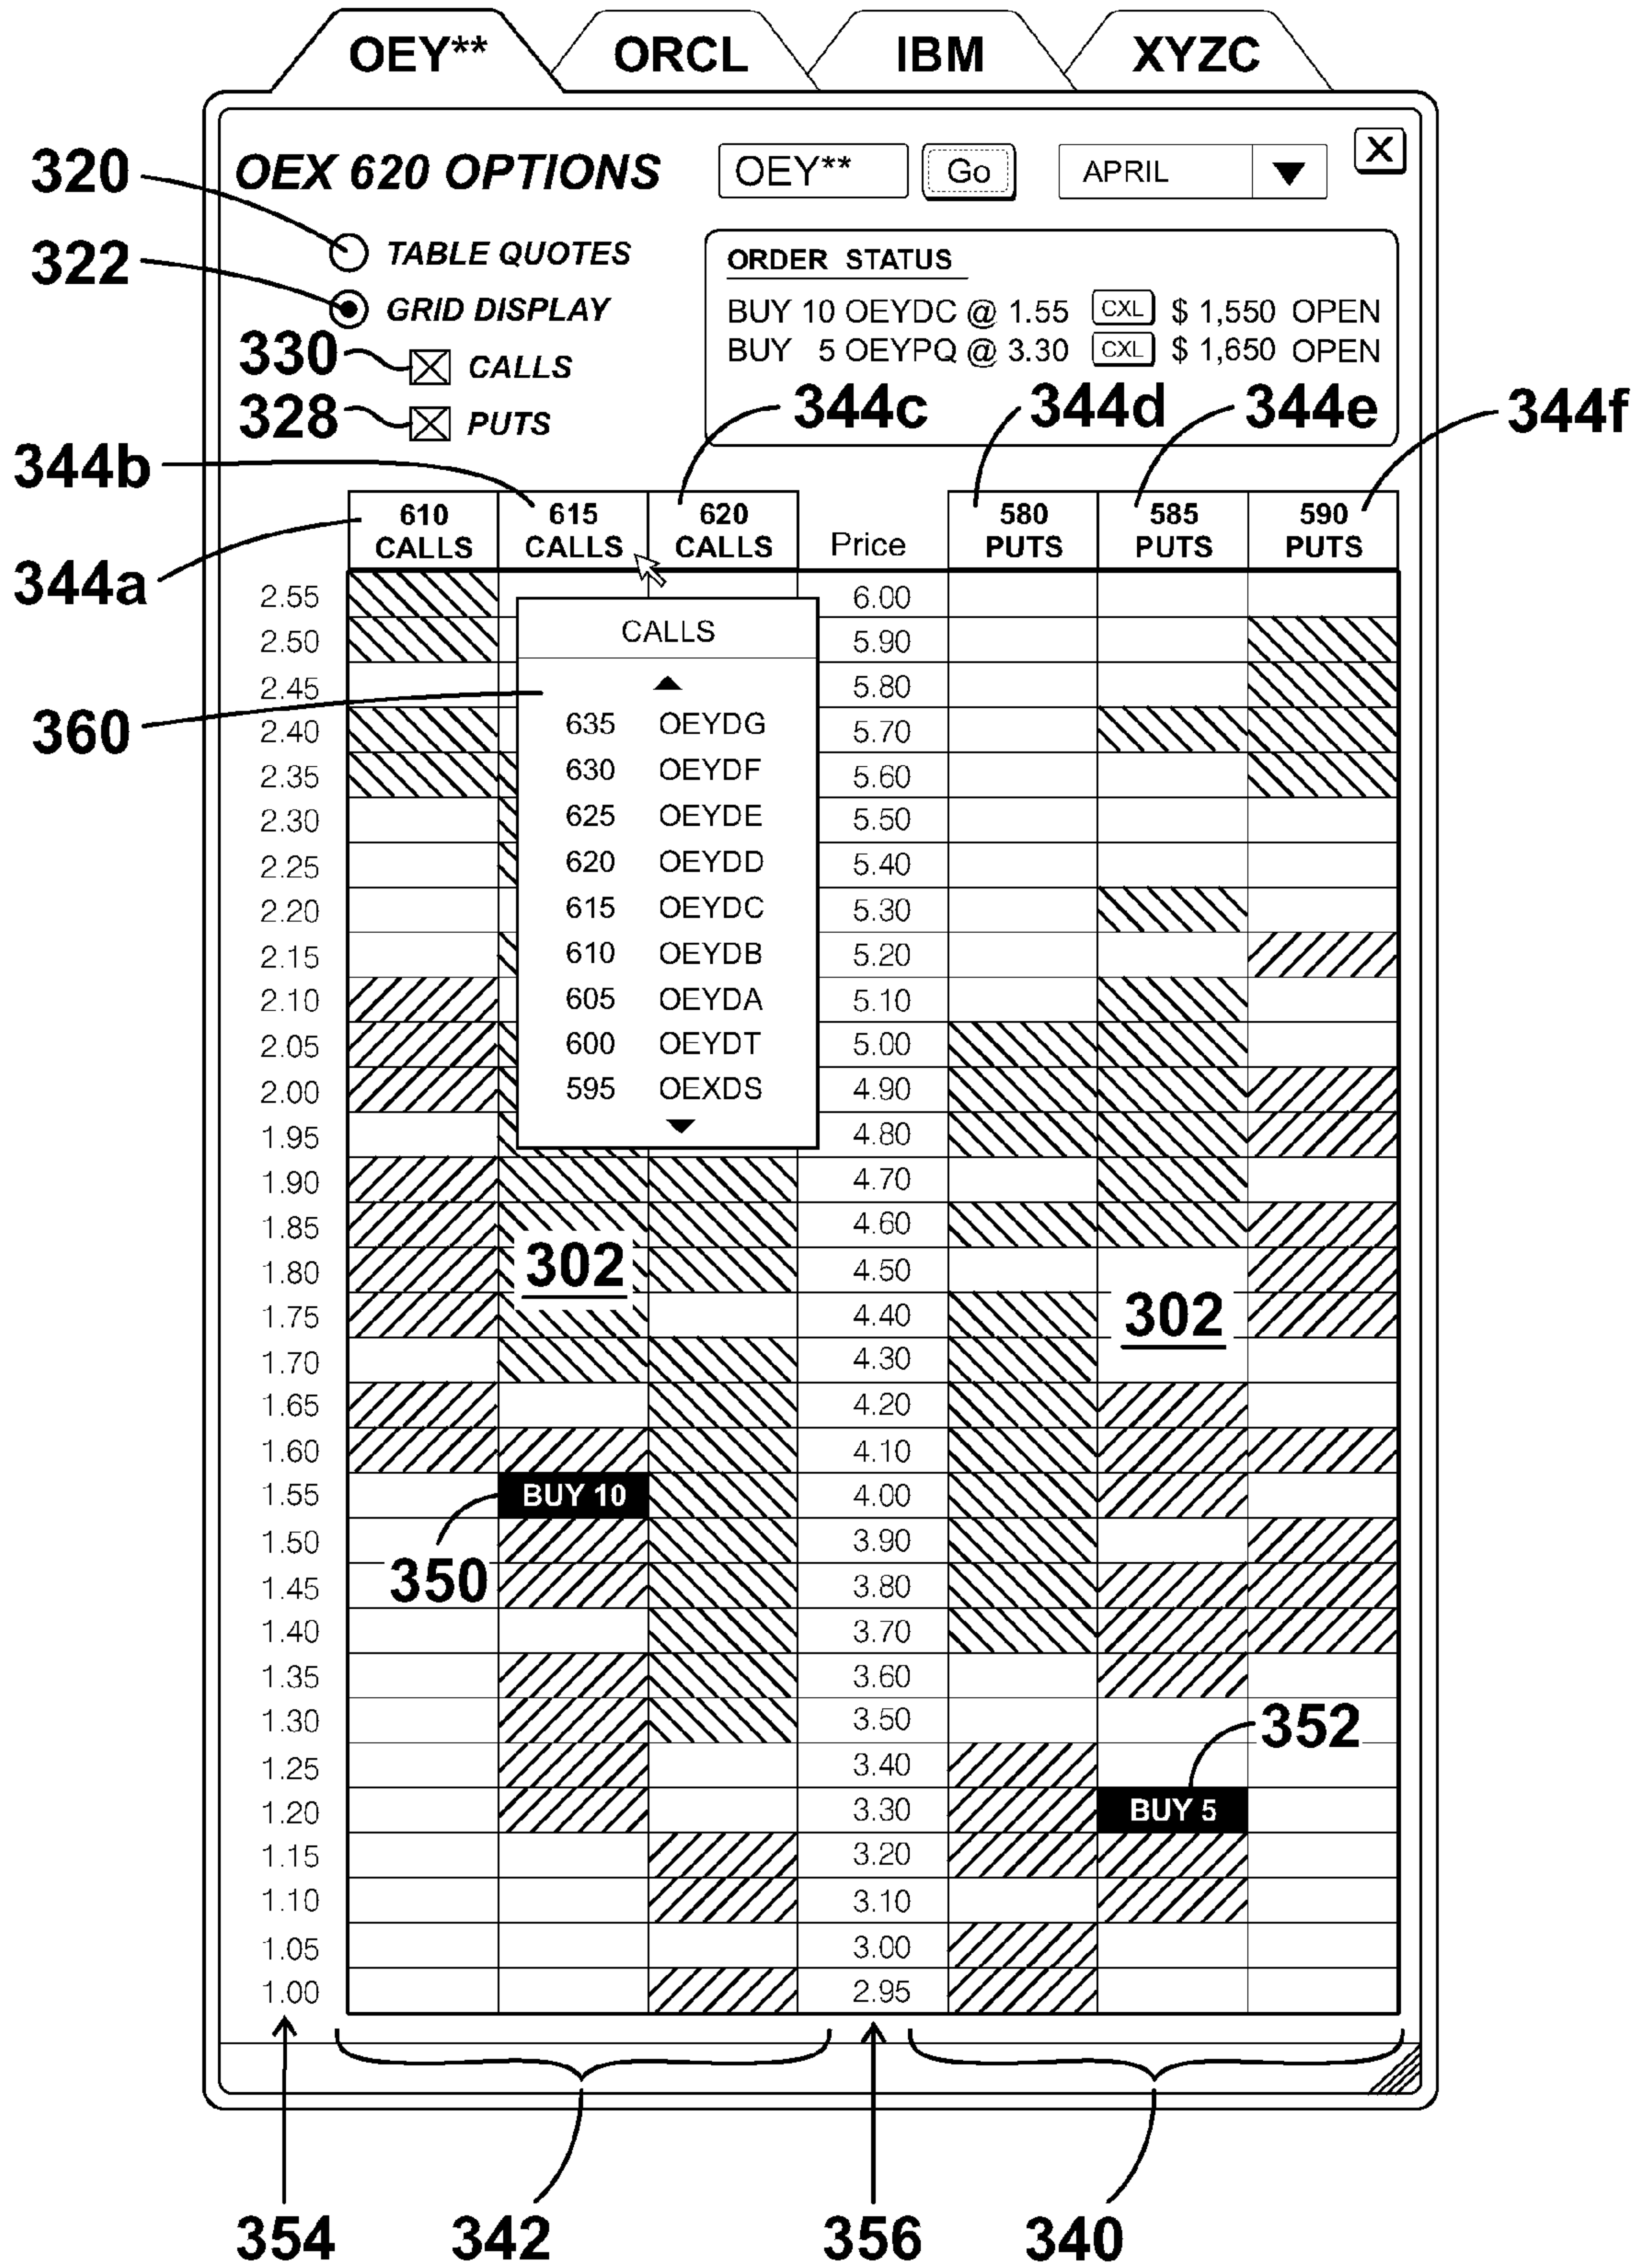 OEY** ORCL IBM XYZC
OEX 620 OPTIONS OEY** Go APRIL X
320
TABLE QUOTES
322
GRID DISPLAY
330
CALLS
328
PUTS
ORDER STATUS
BUY 10 OEYDC @ 1.55 CXL $ 1,550 OPEN
BUY 5 OEYPQ @ 3.30 CXL $ 1,650 OPEN
344c 344d 344e 344f
344b
344a
610 CALLS 615 CALLS 620 CALLS Price 580 PUTS 585 PUTS 590 PUTS
2.55 6.00
CALLS
2.50 5.90
2.45 5.80
360
635 OEYDG
2.40 5.70
630 OEYDF
2.35 5.60
625 OEYDE
2.30 5.50
620 OEYDD
2.25 5.40
615 OEYDC
2.20 5.30
610 OEYDB
2.15 5.20
605 OEYDA
2.10 5.10
600 OEYDT
2.05 5.00
595 OEXDS
2.00 4.90
1.95 4.80
1.90 4.70
1.85 4.60
1.80 302 4.50
1.75 4.40 302
1.70 4.30
1.65 4.20
1.60 4.10
1.55 BUY 10 4.00
1.50 3.90
350
1.45 3.80
1.40 3.70
1.35 3.60
1.30 3.50
352
1.25 3.40
1.20 3.30 BUY 5
1.15 3.20
1.10 3.10
1.05 3.00
1.00 2.95
354 342 356 340